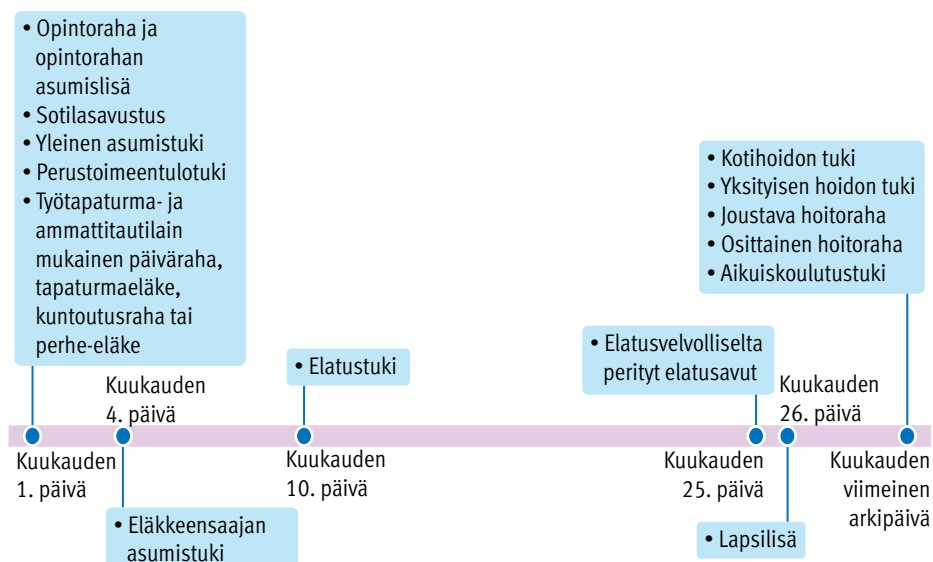 • Opintoraha ja
opintorahan
asumislisä
• Sotilasavustus
• Yleinen asumistuki
• Perustoimeentulotuki
• Työtapaturma- ja
ammattitautilain
mukainen päiväraha,
tapaturmaeläke,
kuntoutusraha tai
perhe-eläke
Kuukauden
1. päivä
Kuukauden
4. päivä
• Eläkkeensaajan
asumistuki
• Elatustuki
Kuukauden
10. päivä
• Elatusvelvolliselta
perityt elatusavut
Kuukauden
25. päivä
Kuukauden
26. päivä
• Lapsilisä
• Kotihoidon tuki
• Yksityisen hoidon tuki
• Joustava hoitoraha
• Osittainen hoitoraha
• Aikuiskoulutustuki
Kuukauden
viimeinen
arkipäivä